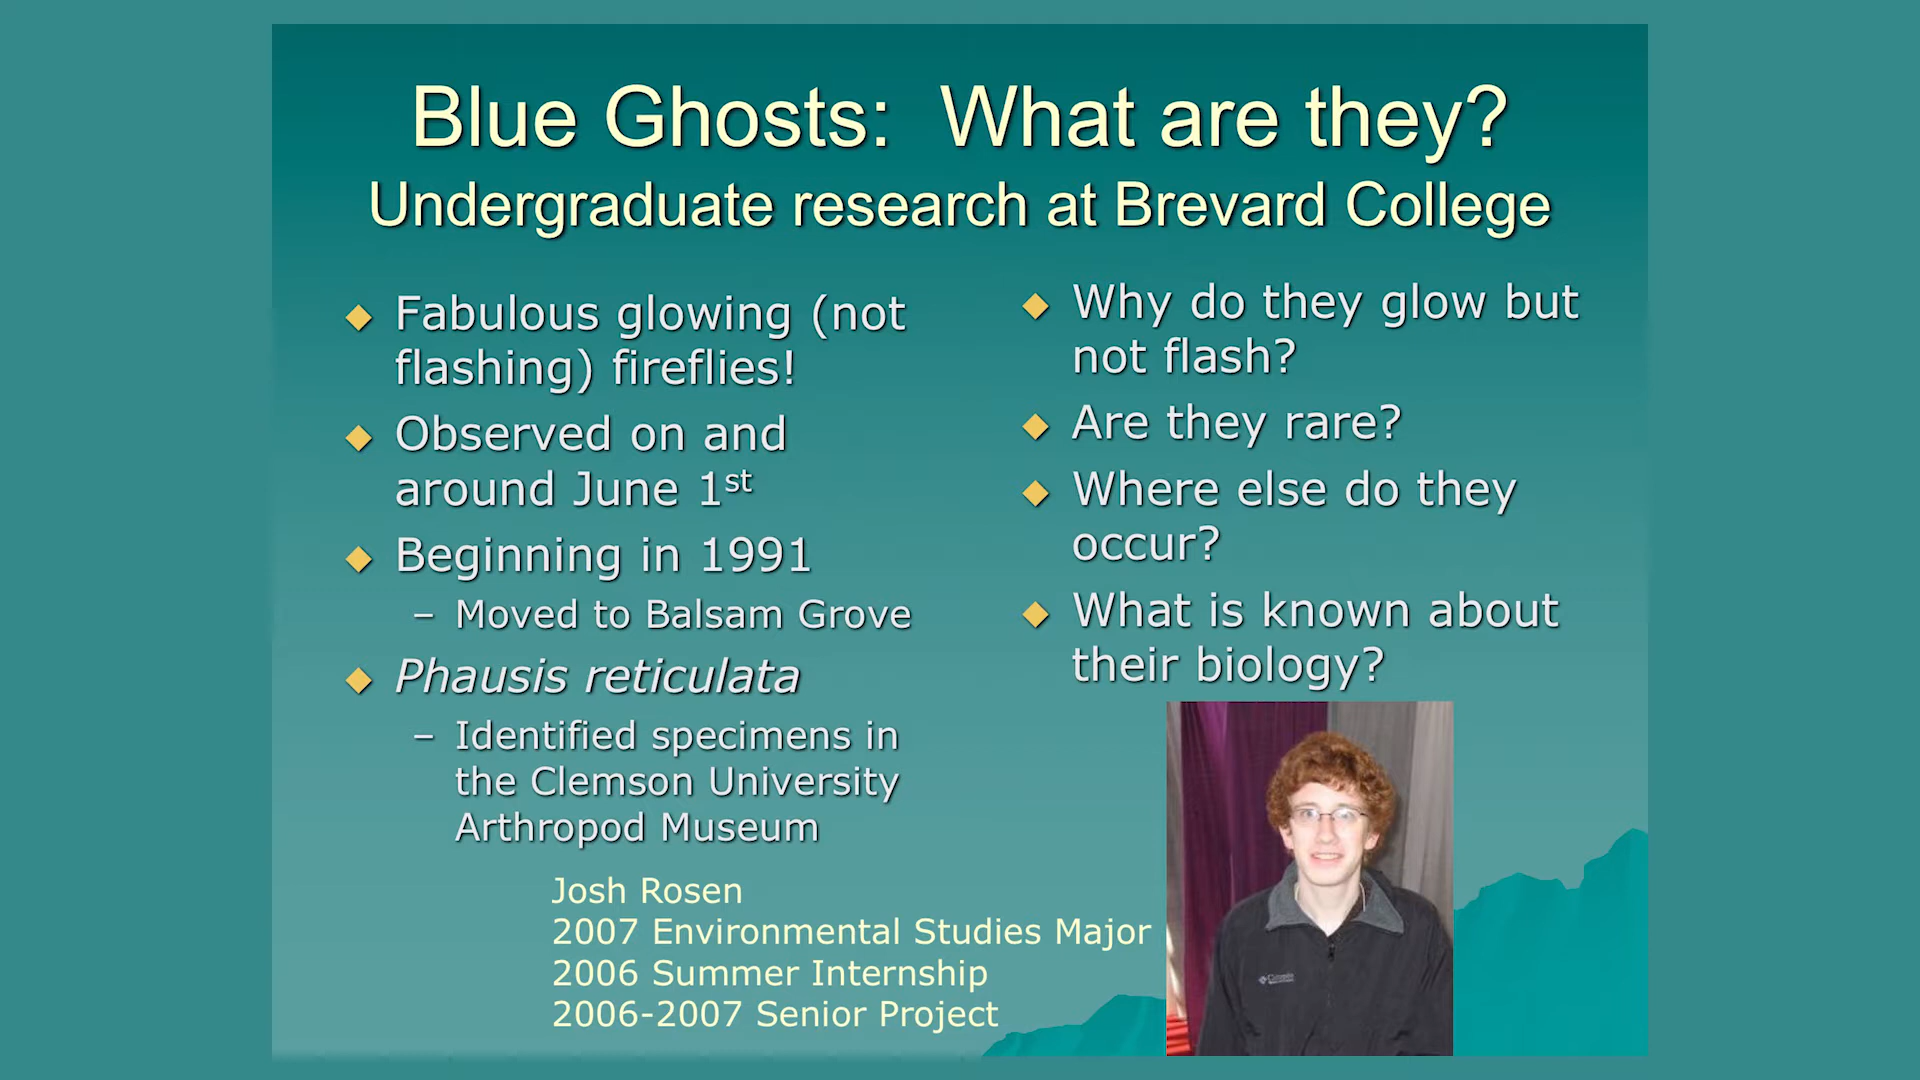 Blue Ghosts: What are they?
Undergraduate research at Brevard College
Fabulous glowing (not
flashing) fireflies!
Observed on and
around June 1st
Beginning in 1991
– Moved to Balsam Grove
Phausis reticulata
– Identified specimens in
the Clemson University
Arthropod Museum
Why do they glow but
not flash?
Are they rare?
Where else do they
occur?
What is known about
their biology?
Josh Rosen
2007 Environmental Studies Major
2006 Summer Internship
2006-2007 Senior Project